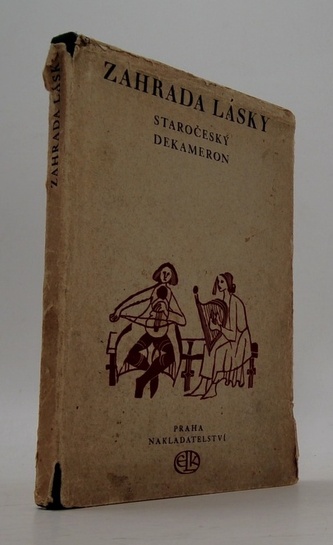 ZAHRADA LÁSKY
ZAHRADA LÁSKY
STAROČESKÝ
DEKAMERON
PRAHA
NAKLADATELSTVÍ
ELK